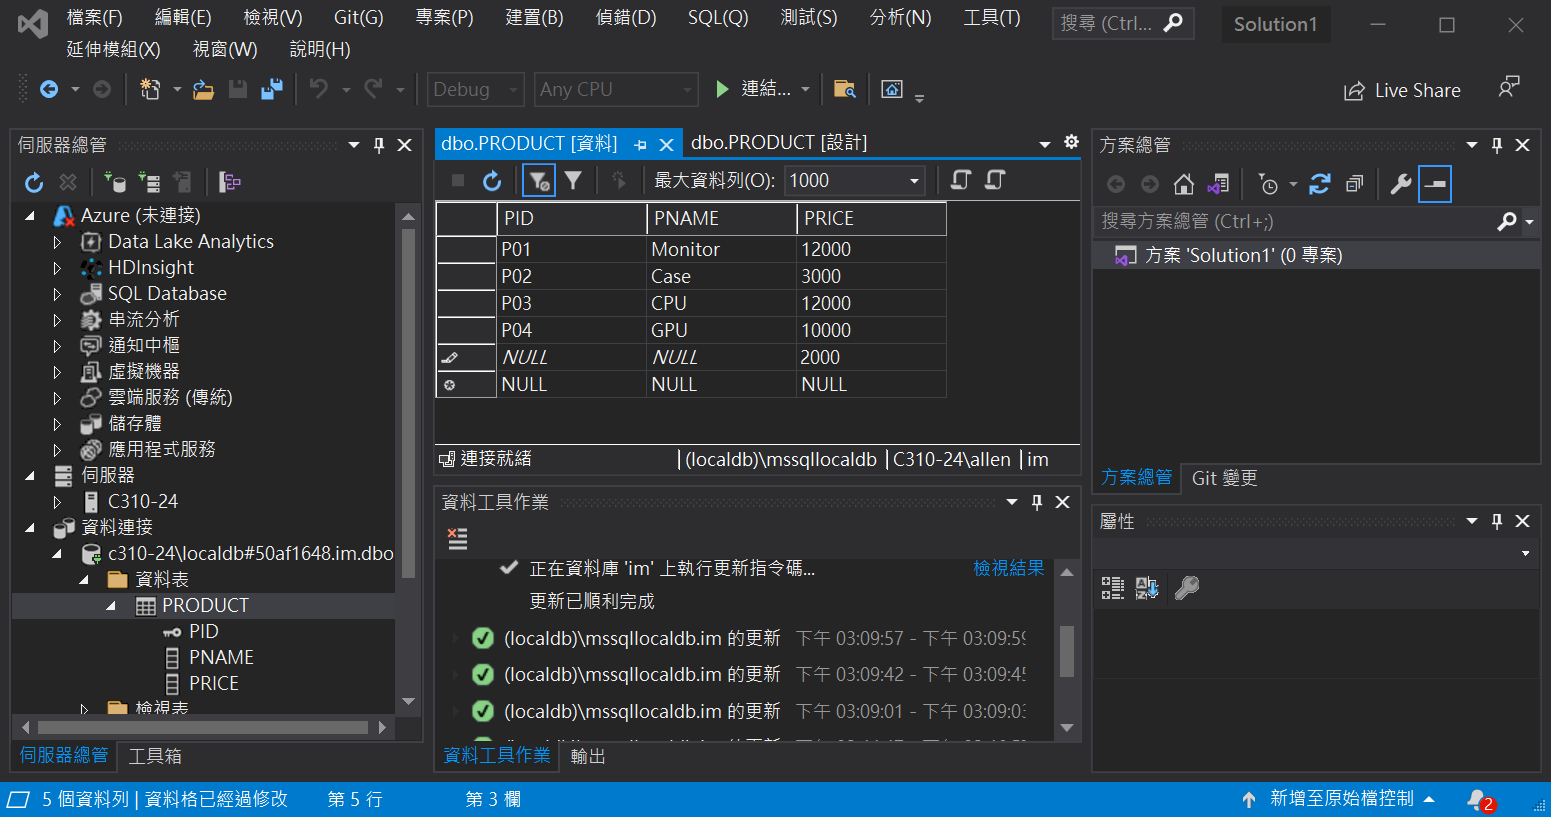 檔案(F) 編輯(E) 檢視(V) Git(G) 專案(P) 建置(B) 偵錯(D) SQL(Q) 測試(S) 分析(N) 工具(T) 搜尋 (Ctrl... Solution1
延伸模組(X) 視窗(W) 說明(H)
Debug Any CPU 連結... Live Share
伺服器總管
Azure (未連接)
Data Lake Analytics
HDInsight
SQL Database
串流分析
通知中樞
虛擬機器
雲端服務 (傳統)
儲存體
應用程式服務
伺服器
C310-24
資料連接
c310-24\localdb#50af1648.im.dbo
資料表
PRODUCT
PID
PNAME
PRICE
檢視表
伺服器總管 工具箱
dbo.PRODUCT [資料] dbo.PRODUCT [設計]
最大資料列(O): 1000
PID PNAME PRICE
P01 Monitor 12000
P02 Case 3000
P03 CPU 12000
P04 GPU 10000
NULL NULL 2000
NULL NULL NULL
連接就緒 | (localdb)\mssqllocaldb | C310-24\allen | im
資料工具作業
正在資料庫 'im' 上執行更新指令碼... 檢視結果
更新已順利完成
(localdb)\mssqllocaldb.im 的更新 下午 03:09:57 - 下午 03:09:59
(localdb)\mssqllocaldb.im 的更新 下午 03:09:42 - 下午 03:09:45
(localdb)\mssqllocaldb.im 的更新 下午 03:09:01 - 下午 03:09:03
資料工具作業 輸出
方案總管
搜尋方案總管 (Ctrl+;)
方案 'Solution1' (0 專案)
方案總管 Git 變更
屬性
5 個資料列 | 資料格已經過修改 第 5 行 第 3 欄 新增至原始檔控制 2